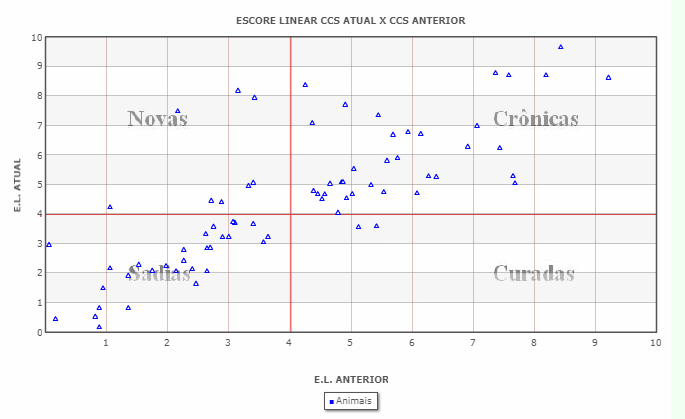 ESCORE LINEAR CCS ATUAL X CCS ANTERIOR
10
9
8
Novas Crônicas
7
6
E.L. ATUAL
5
4
3
Sadias Curadas
2
1
0
1 2 3 4 5 6 7 8 9 10
E.L. ANTERIOR
Animais